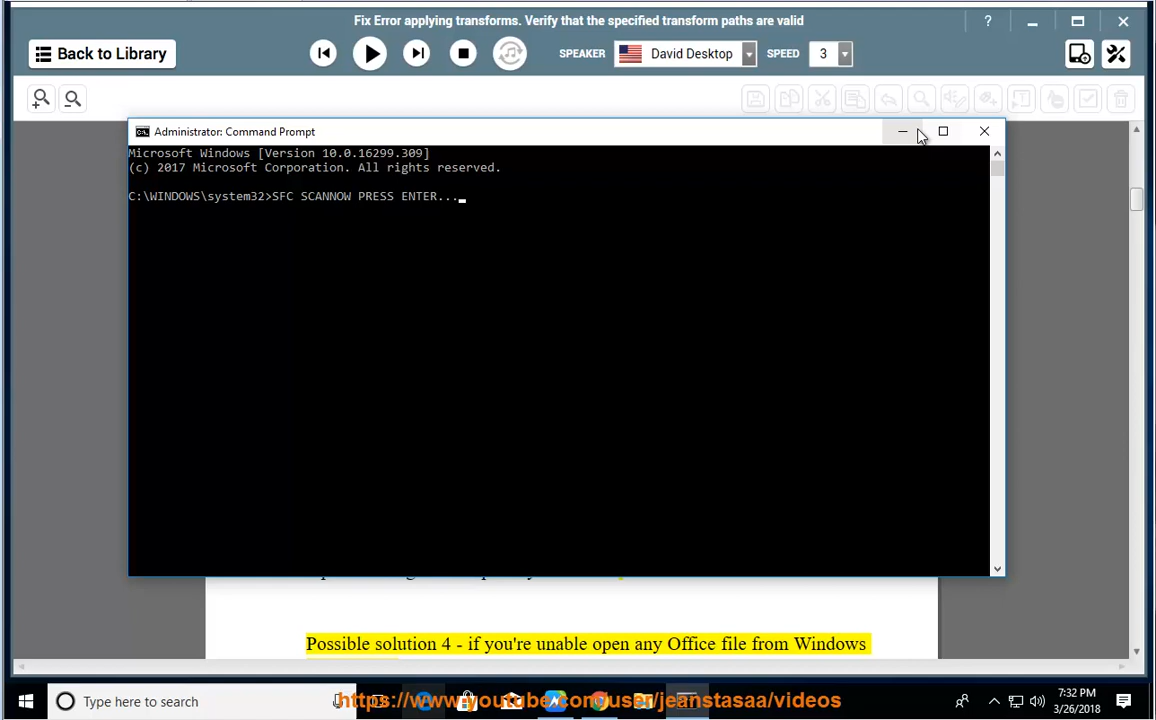 Fix Error applying transforms. Verify that the specified transform paths are valid
Back to Library
SPEAKER David Desktop SPEED 3
Administrator: Command Prompt
Microsoft Windows [Version 10.0.16299.309]
(c) 2017 Microsoft Corporation. All rights reserved.
C:\WINDOWS\system32>SFC SCANNOW PRESS ENTER...
Possible solution 4 - if you're unable open any Office file from Windows
Type here to search
https://www.youtube.com/user/jeanstasaa/videos
7:32 PM
3/26/2018